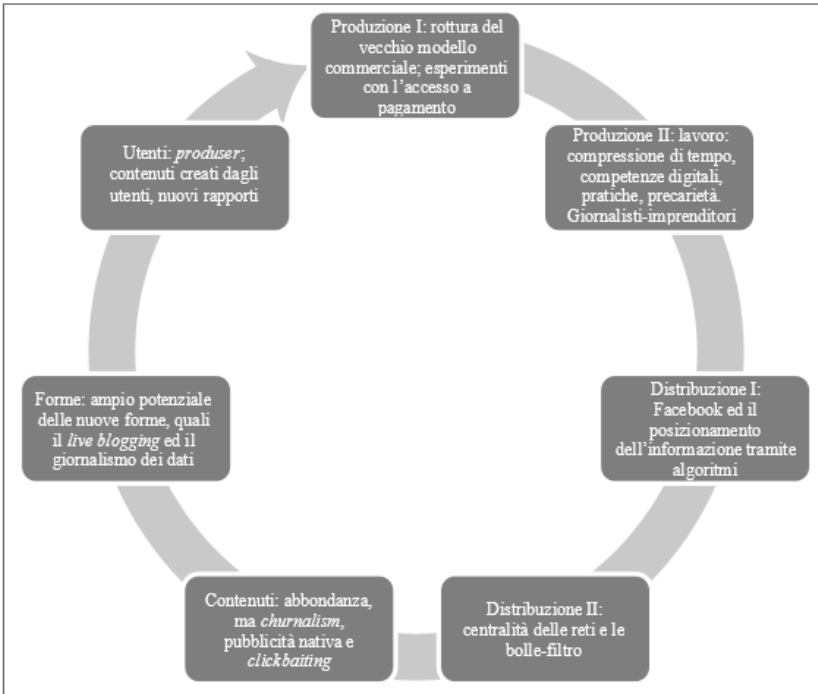 Produzione I: rottura del
vecchio modello
commerciale; esperimenti
con l'accesso a
pagamento
Produzione II: lavoro:
compressione di tempo,
competenze digitali,
pratiche, precarietà.
Giornalisti-imprenditori
Distribuzione I:
Facebook ed il
posizionamento
dell'informazione tramite
algoritmi
Distribuzione II:
centralità delle reti e le
bolle-filtro
Contenuti: abbondanza,
ma churnalism,
pubblicità nativa e
clickbaiting
Forme: ampio potenziale
delle nuove forme, quali
il live blogging ed il
giornalismo dei dati
Utenti: produser;
contenuti creati dagli
utenti, nuovi rapporti